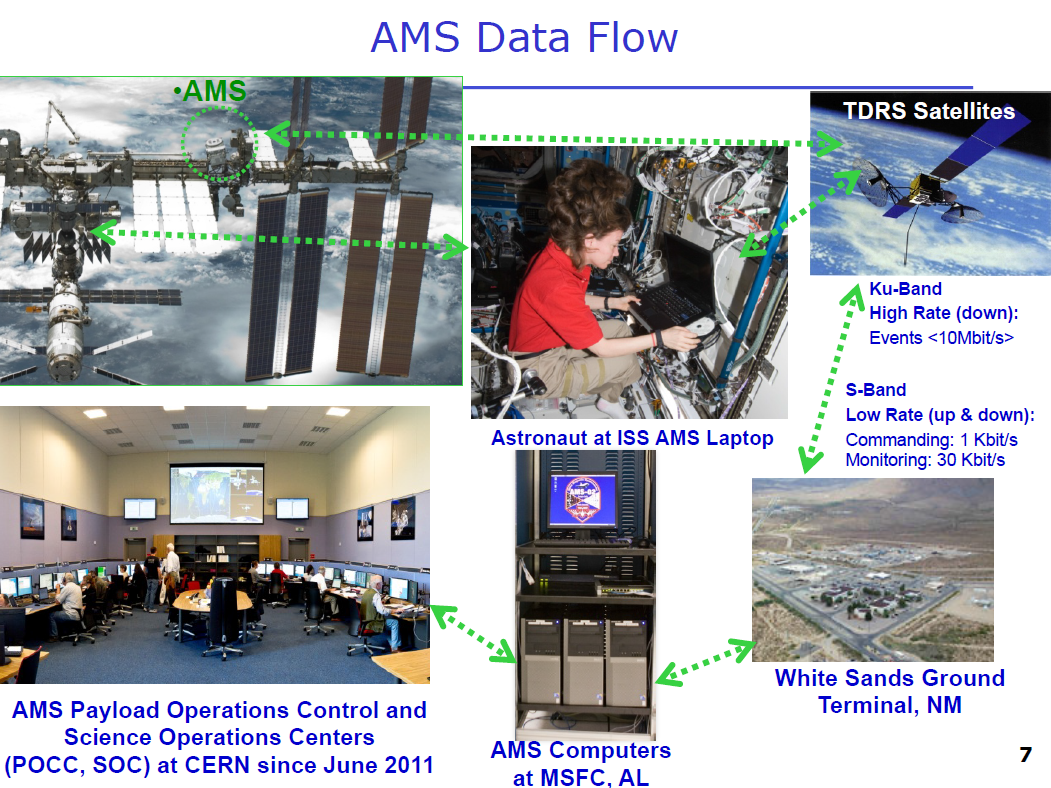 AMS Data Flow
•AMS
TDRS Satellites
Ku-Band
High Rate (down):
Events <10Mbit/s>
S-Band
Low Rate (up & down):
Commanding: 1 Kbit/s
Monitoring: 30 Kbit/s
Astronaut at ISS AMS Laptop
AMS-02
White Sands Ground
Terminal, NM
AMS Payload Operations Control and
Science Operations Centers
(POCC, SOC) at CERN since June 2011
AMS Computers
at MSFC, AL
7